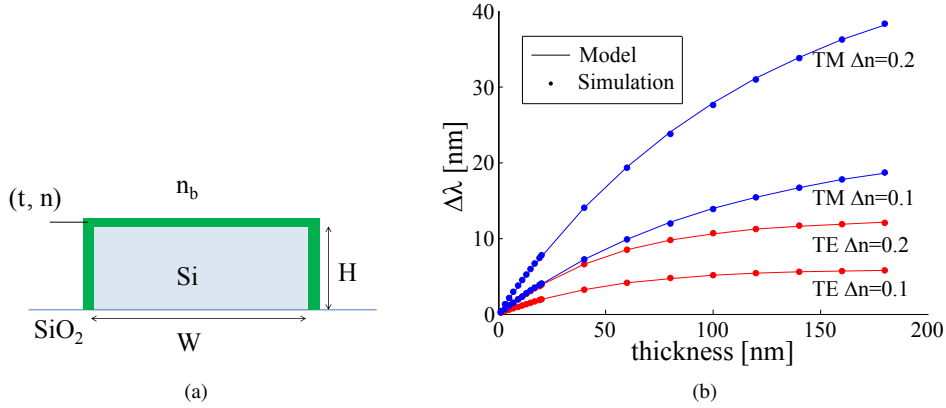 (t, n)
n_b
Si
H
SiO₂
W
(a)
40
30
20
10
0
Δλ [nm]
Model
Simulation
TM Δn=0.2
TM Δn=0.1
TE Δn=0.2
TE Δn=0.1
0 50 100 150 200
thickness [nm]
(b)